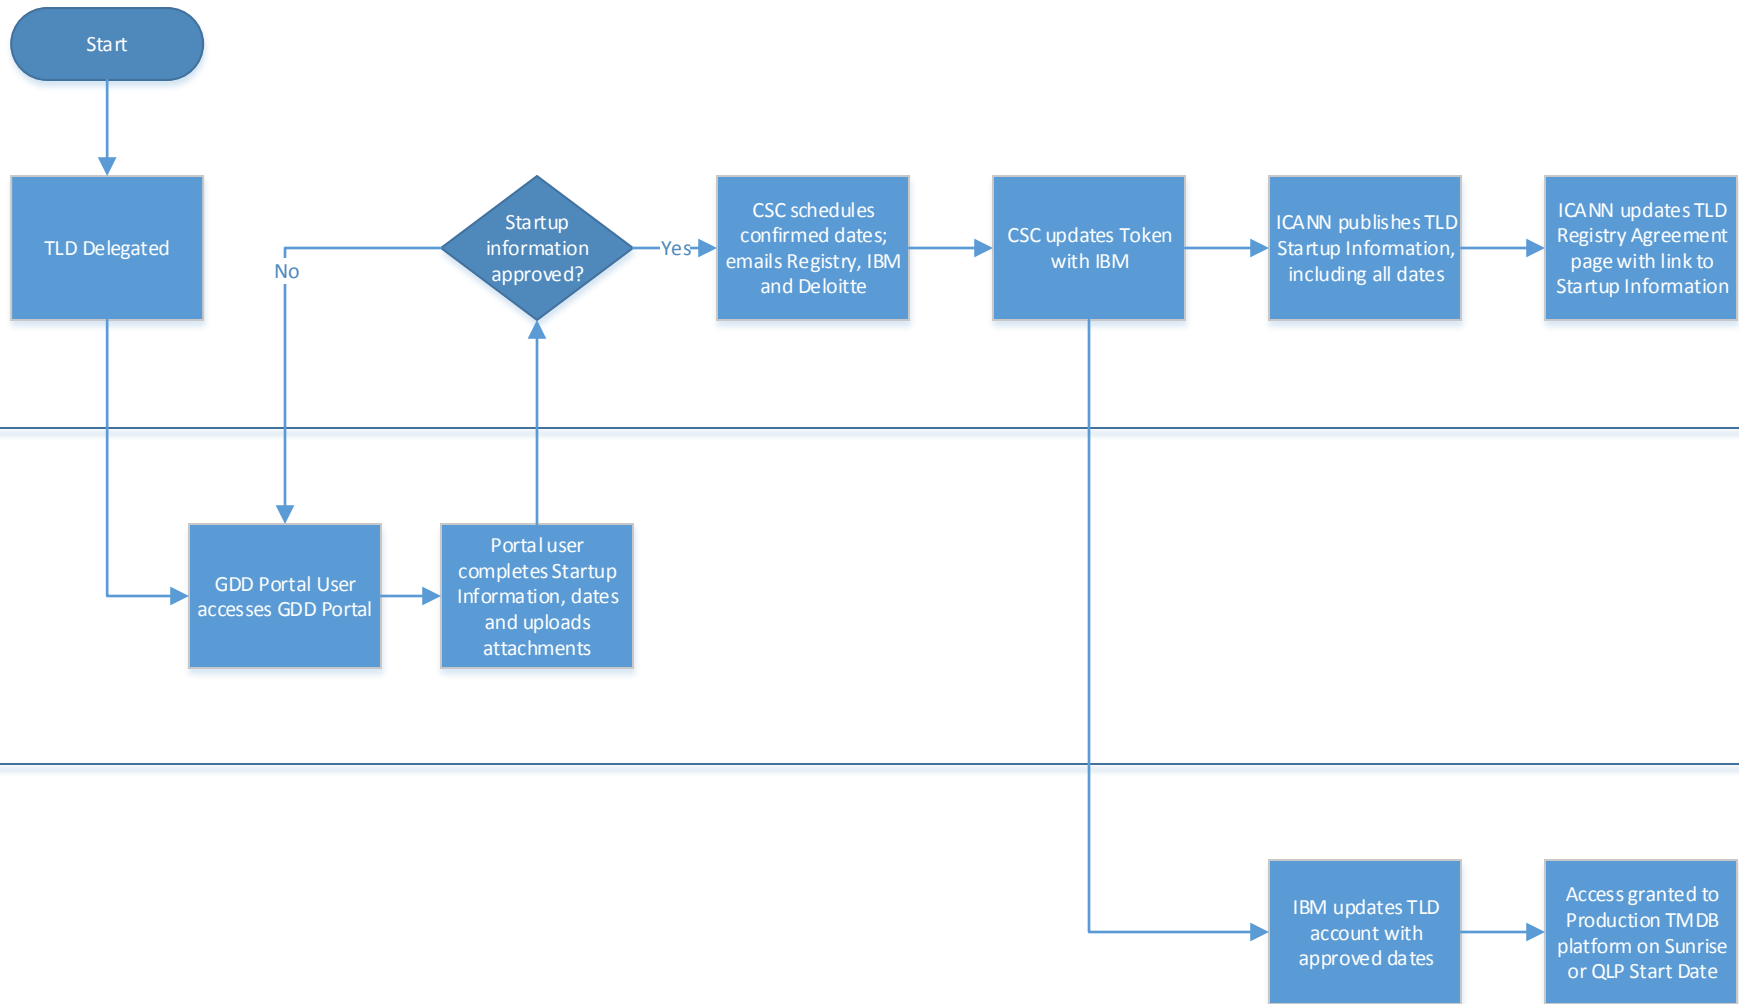 Start
TLD Delegated
Startup
information
approved?
No
Yes
CSC schedules
confirmed dates;
emails Registry, IBM
and Deloitte
CSC updates Token
with IBM
ICANN publishes TLD
Startup Information,
including all dates
ICANN updates TLD
Registry Agreement
page with link to
Startup Information
GDD Portal User
accesses GDD Portal
Portal user
completes Startup
Information, dates
and uploads
attachments
IBM updates TLD
account with
approved dates
Access granted to
Production TMDB
platform on Sunrise
or QLP Start Date